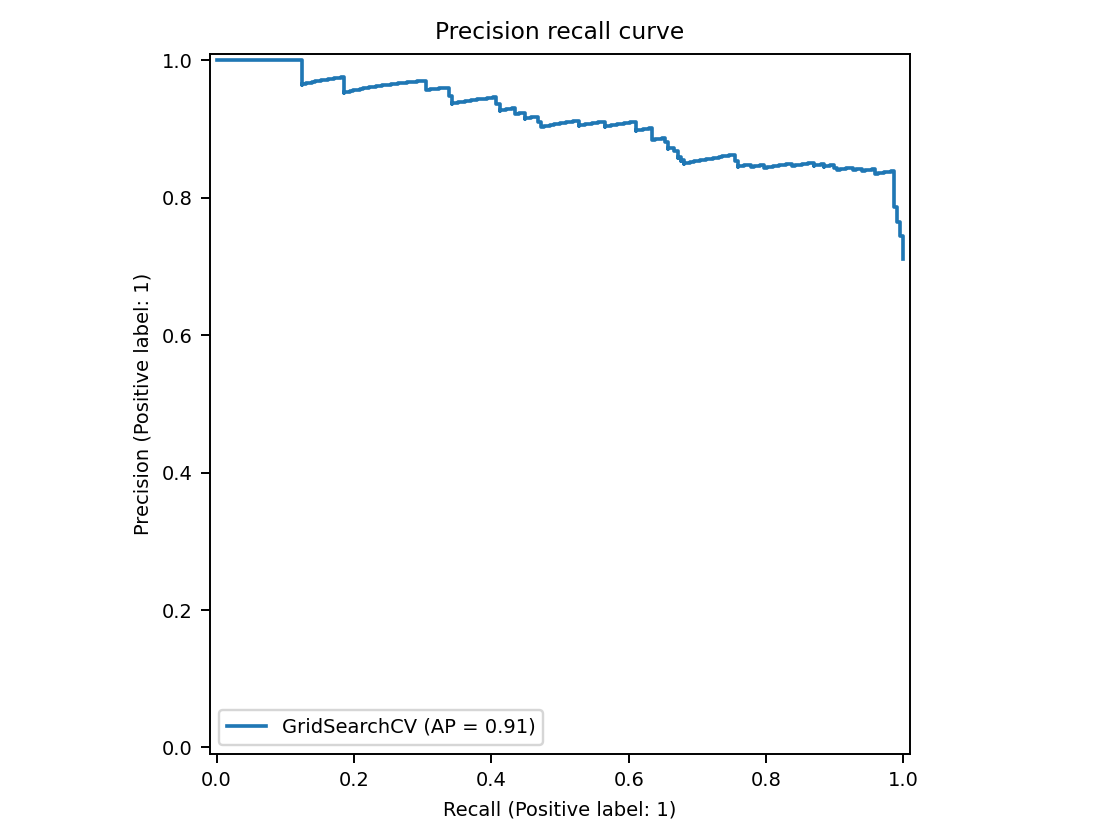 Precision recall curve
1.0
0.8
0.6
0.4
0.2
0.0
Precision (Positive label: 1)
GridSearchCV (AP = 0.91)
0.0 0.2 0.4 0.6 0.8 1.0
Recall (Positive label: 1)